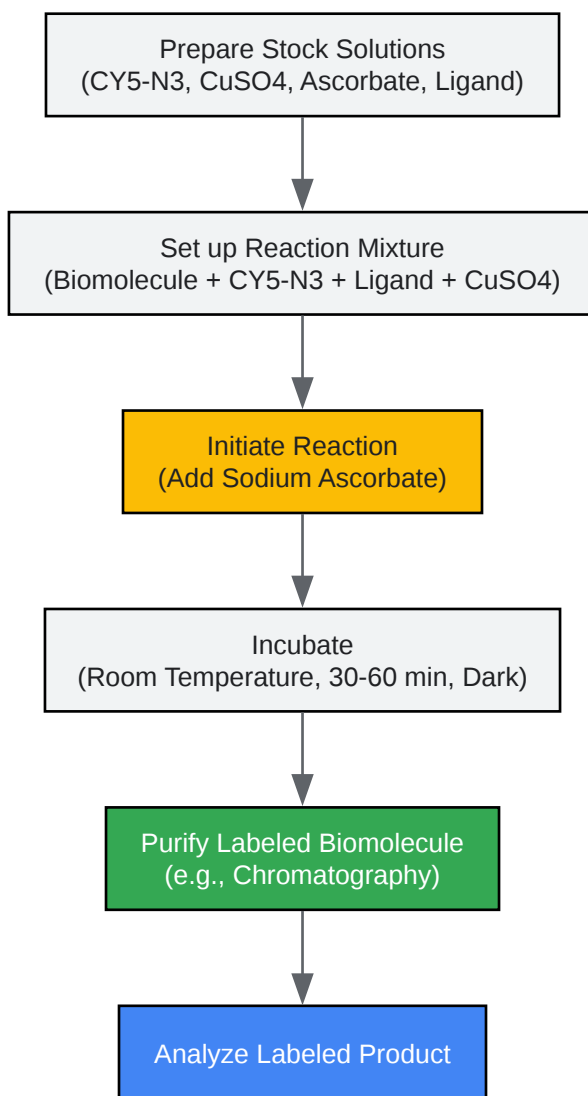 Prepare Stock Solutions
(CY5-N3, CuSO4, Ascorbate, Ligand)
Set up Reaction Mixture
(Biomolecule + CY5-N3 + Ligand + CuSO4)
Initiate Reaction
(Add Sodium Ascorbate)
Incubate
(Room Temperature, 30-60 min, Dark)
Purify Labeled Biomolecule
(e.g., Chromatography)
Analyze Labeled Product